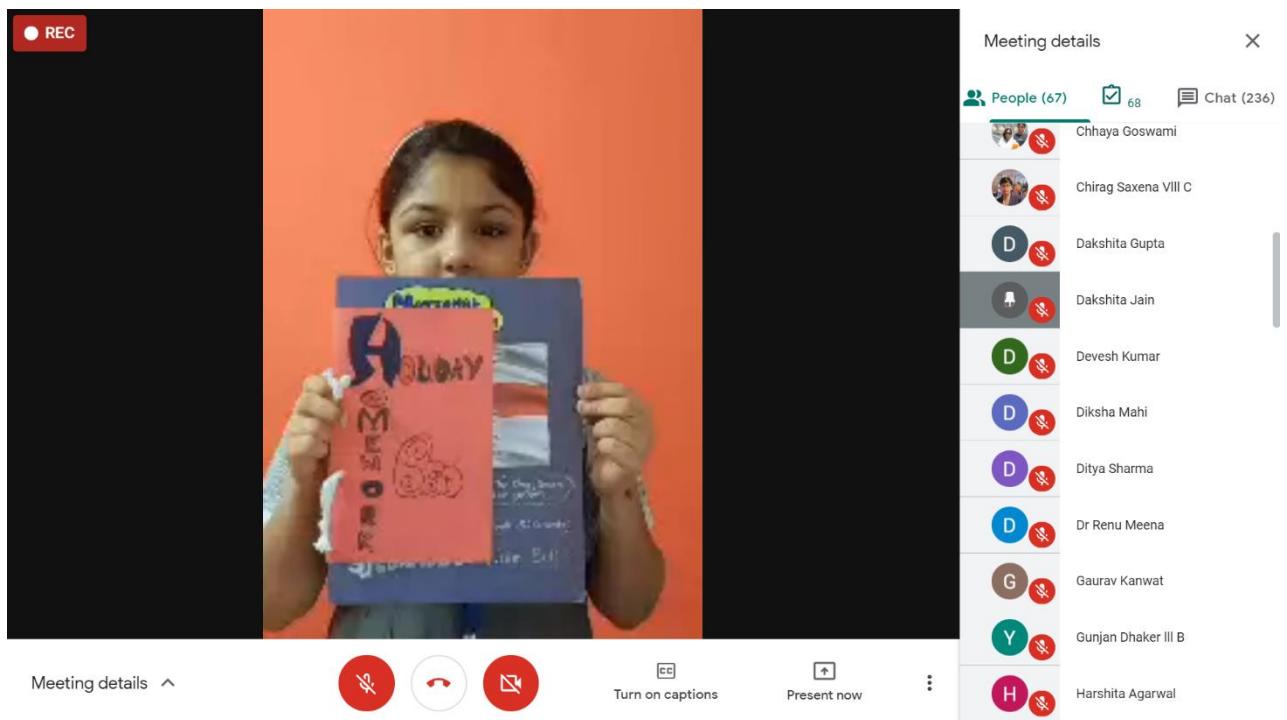 REC
Meeting details
People (67)
68
Chat (236)
Chhaya Goswami
Chirag Saxena VIII C
D
Dakshita Gupta
Dakshita Jain
D
Devesh Kumar
D
Diksha Mahi
D
Ditya Sharma
D
Dr Renu Meena
G
Gaurav Kanwat
Y
Gunjan Dhaker III B
H
Harshita Agarwal
HOLIDAY
Meeting details
CC
Turn on captions
Present now